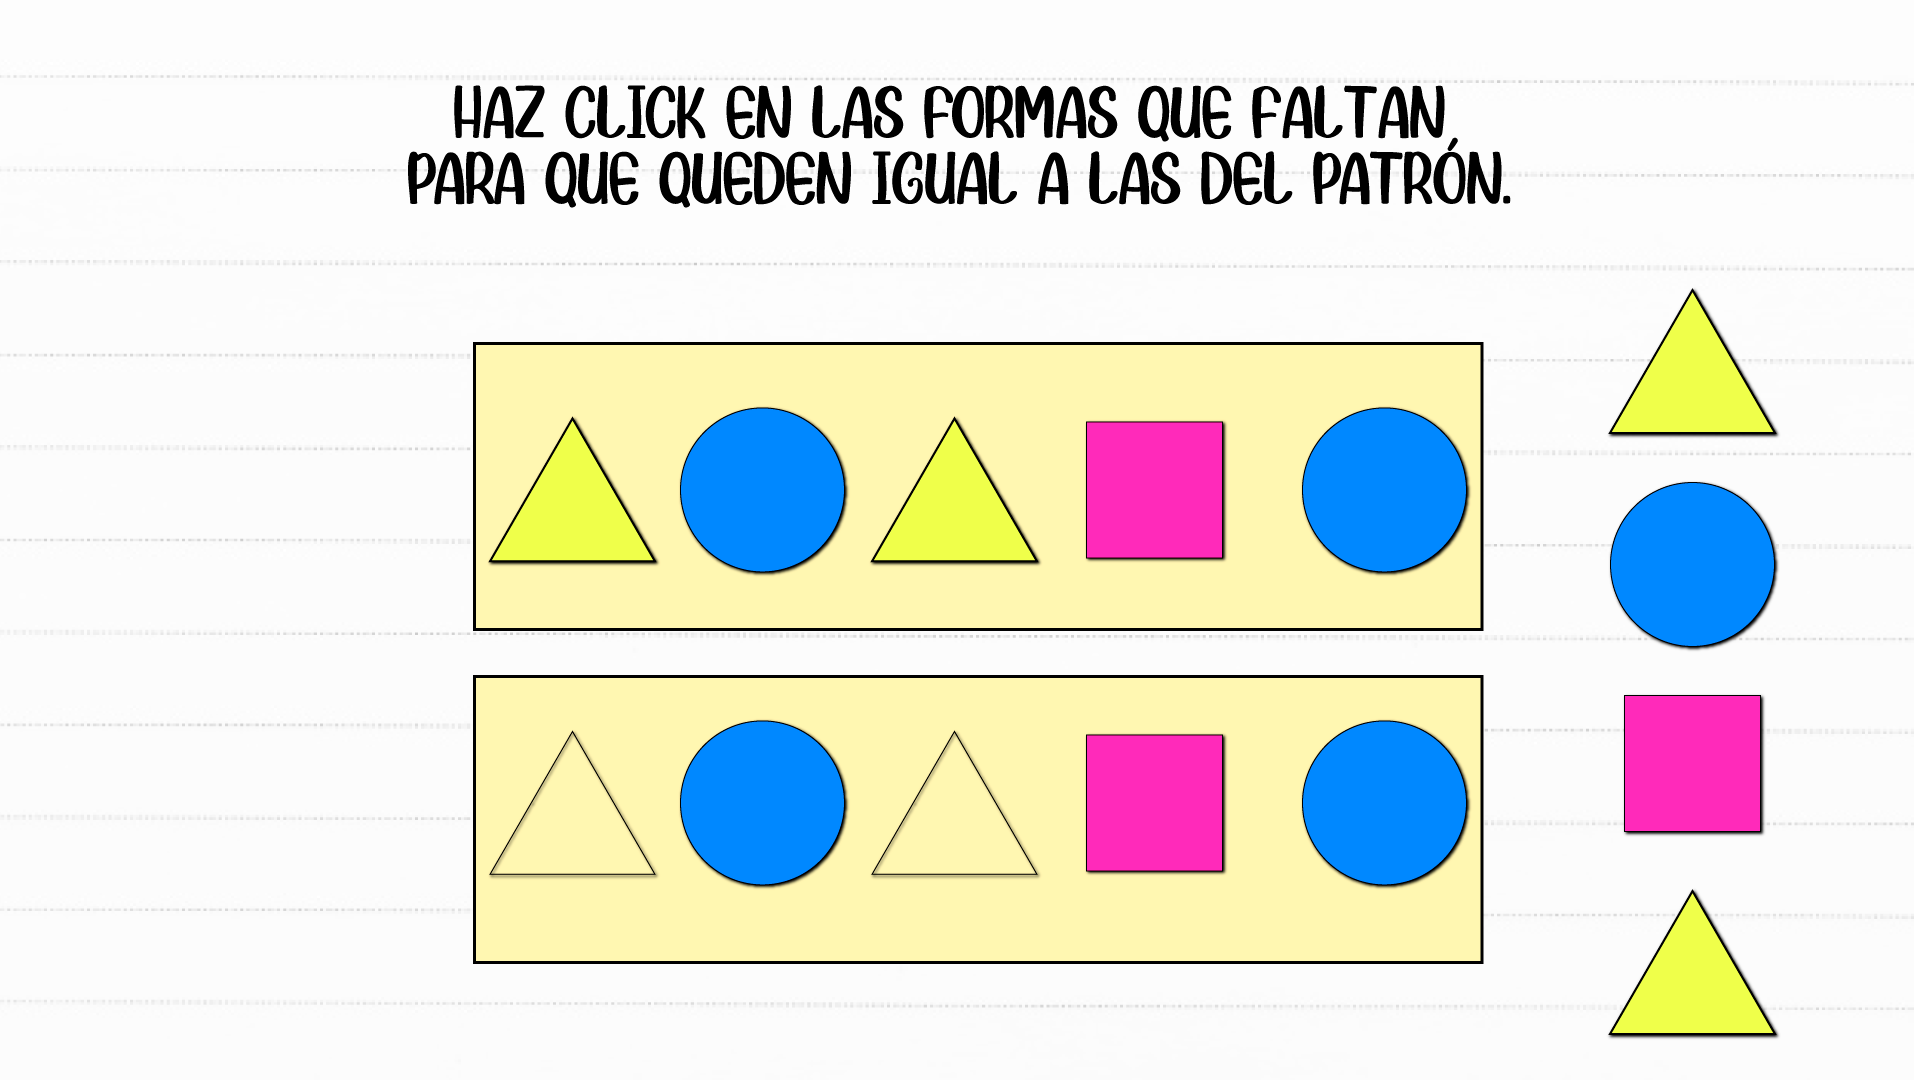 HAZ CLICK EN LAS FORMAS QUE FALTAN
PARA QUE QUEDEN IGUAL A LAS DEL PATRÓN.